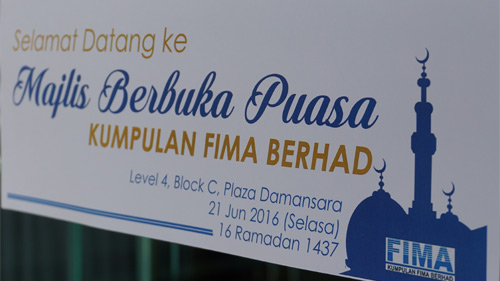 Selamat Datang ke
Majlis Berbuka Puasa
KUMPULAN FIMA BERHAD
Level 4, Block C, Plaza Damansara
21 Jun 2016 (Selasa)
16 Ramadan 1437
FIMA
KUMPULAN FIMA BERHAD